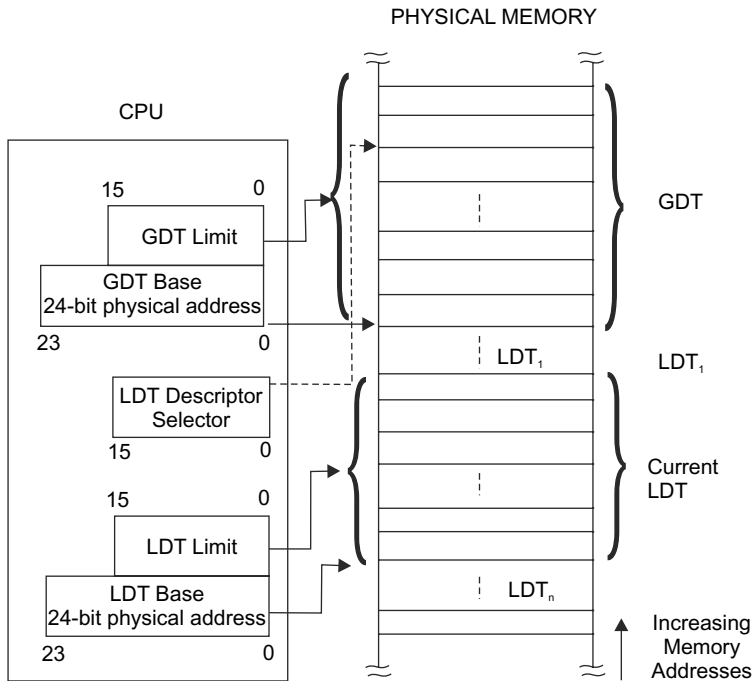 PHYSICAL MEMORY
CPU
15 0
GDT Limit
GDT Base
24-bit physical address
23 0
LDT Descriptor
Selector
15 0
15 0
LDT Limit
LDT Base
24-bit physical address
23 0
LDT₁
LDTₙ
GDT
LDT₁
Current
LDT
Increasing
Memory
Addresses